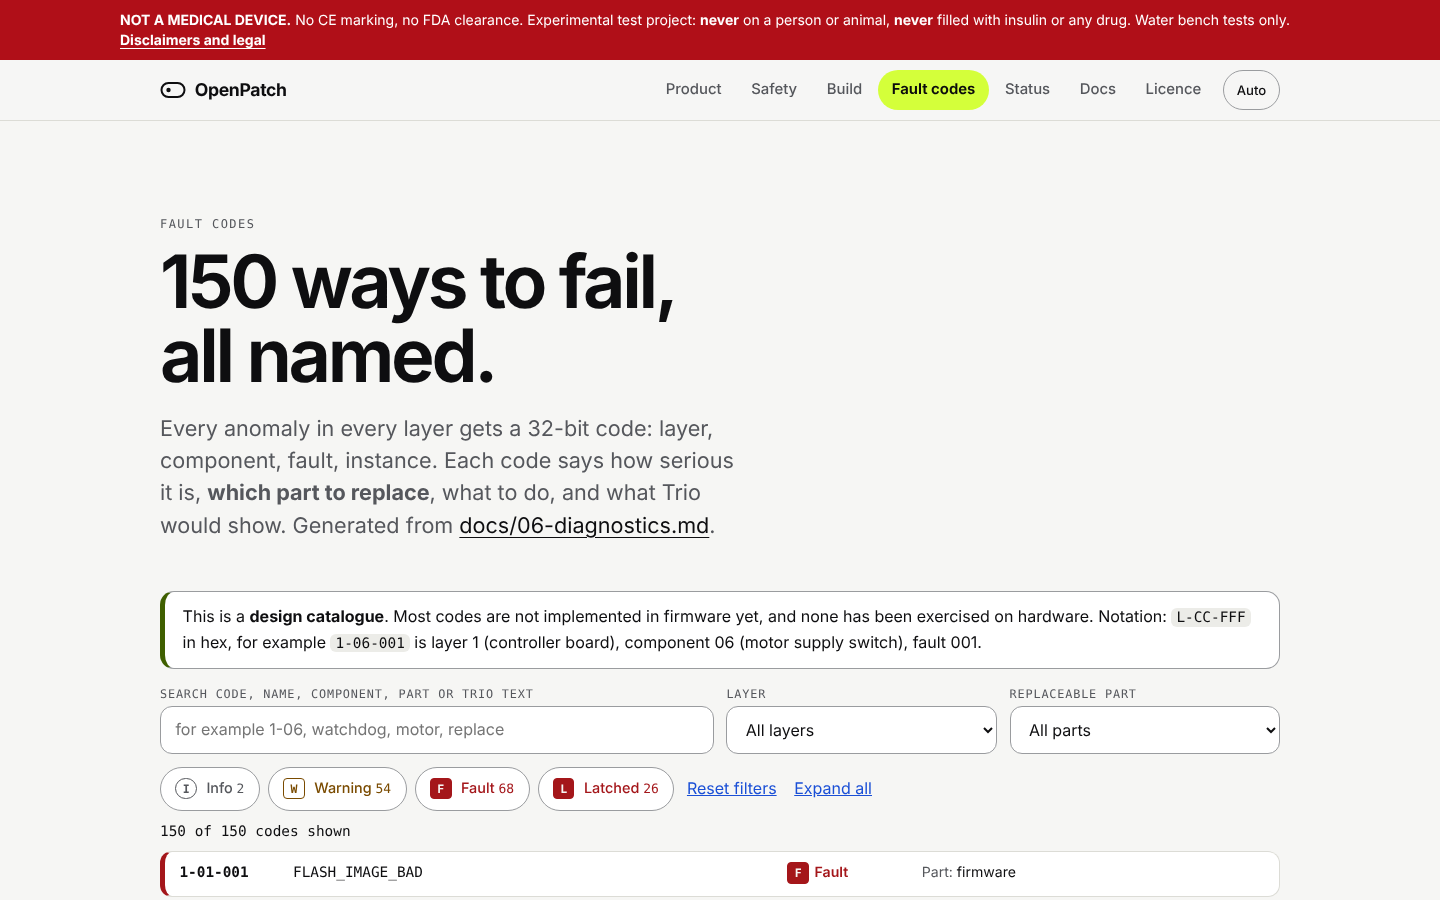 NOT A MEDICAL DEVICE. No CE marking, no FDA clearance. Experimental test project: never on a person or animal, never filled with insulin or any drug. Water bench tests only.
Disclaimers and legal
OpenPatch
Product
Safety
Build
Fault codes
Status
Docs
Licence
Auto
FAULT CODES
150 ways to fail,
all named.
Every anomaly in every layer gets a 32-bit code: layer,
component, fault, instance. Each code says how serious
it is, which part to replace, what to do, and what Trio
would show. Generated from docs/06-diagnostics.md.
This is a design catalogue. Most codes are not implemented in firmware yet, and none has been exercised on hardware. Notation: L-CC-FFF
in hex, for example 1-06-001 is layer 1 (controller board), component 06 (motor supply switch), fault 001.
SEARCH CODE, NAME, COMPONENT, PART OR TRIO TEXT
LAYER
REPLACEABLE PART
for example 1-06, watchdog, motor, replace
All layers
All parts
I Info 2
W Warning 54
F Fault 68
L Latched 26
Reset filters
Expand all
150 of 150 codes shown
1-01-001 FLASH_IMAGE_BAD F Fault Part: firmware